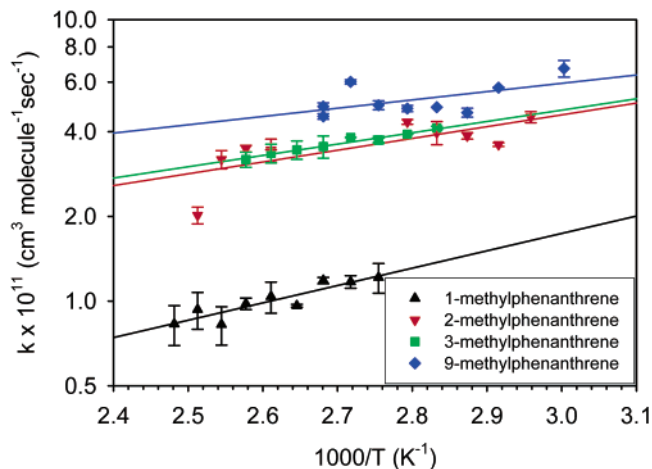 k x 10¹¹ (cm³ molecule⁻¹sec⁻¹)
10.0
8.0
6.0
4.0
2.0
1.0
0.5
1-methylphenanthrene
2-methylphenanthrene
3-methylphenanthrene
9-methylphenanthrene
2.4 2.5 2.6 2.7 2.8 2.9 3.0 3.1
1000/T (K⁻¹)